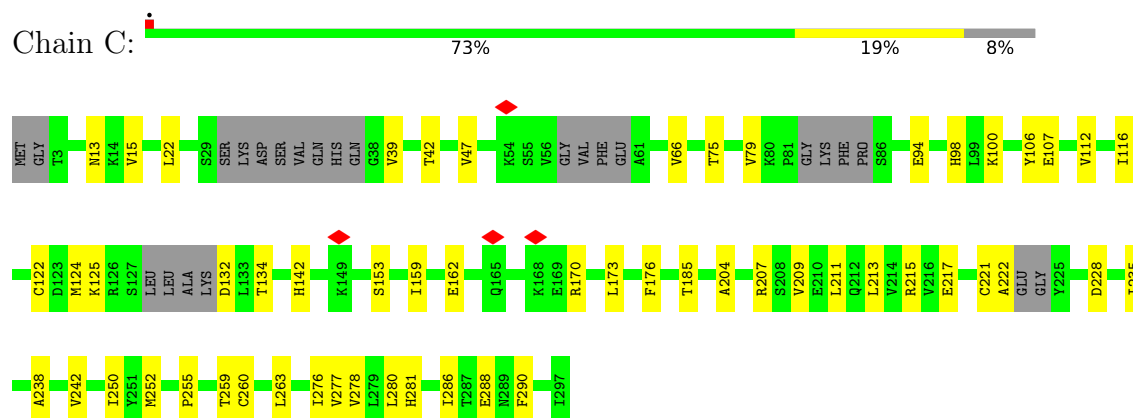 Chain C:
73% 19% 8%
MET GLY T3 N13 K14 V15 L22 S29 SER LYS ASP SER VAL GLN HIS GLN G38 V39 T42 V47 K54 S55 V56 GLY VAL PHE GLU A61 V66 T75 V79 K80 P81 GLY LYS PHE PRO S86 E94 H98 L99 K100 Y106 E107 V112 I116
C122 D123 M124 K125 R126 S127 LEU LEU ALA LYS D132 L133 T134 H142 K149 S153 I159 E162 Q165 K168 E169 R170 L173 F176 T185 A204 R207 S208 V209 E210 L211 Q212 L213 V214 R215 V216 E217 C221 A222 GLU GLY Y225 D228
A238 V242 I250 Y251 M252 P255 T259 C260 L263 I276 V277 V278 L279 L280 H281 I286 T287 E288 N289 F290 I297